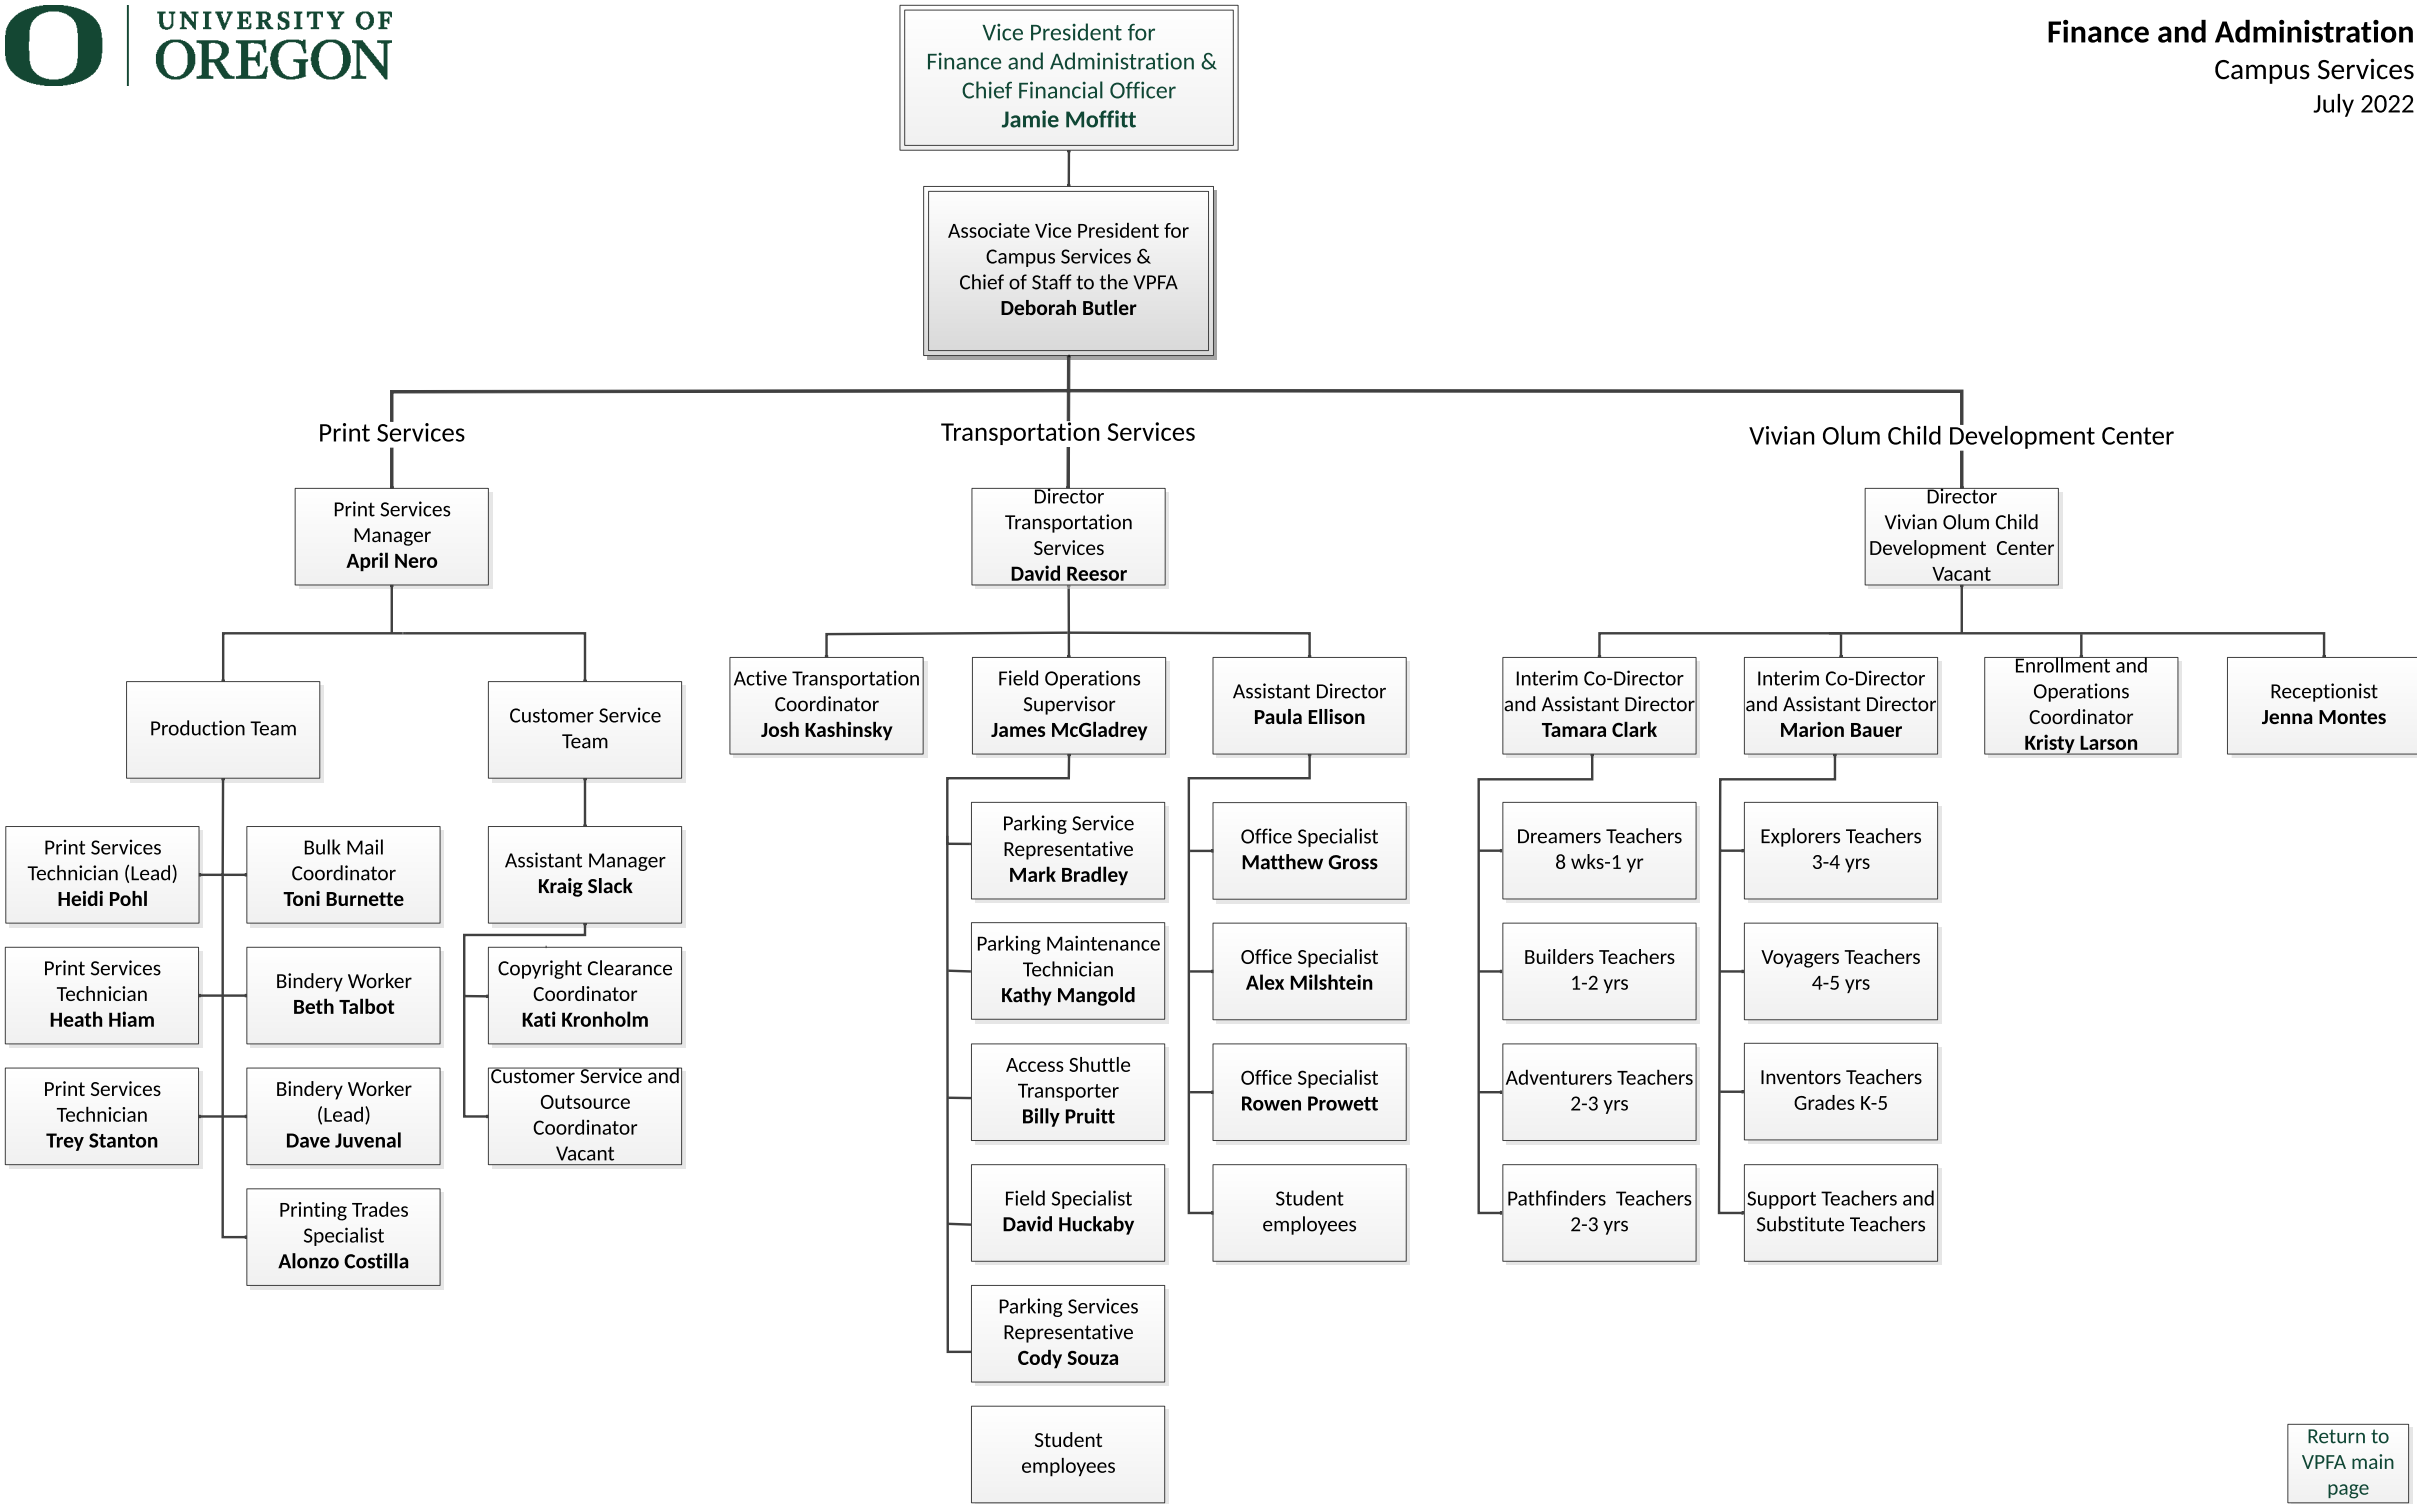 UNIVERSITY OF
OREGON
Vice President for
Finance and Administration &
Chief Financial Officer
Jamie Moffitt
Finance and Administration
Campus Services
July 2022
Associate Vice President for
Campus Services &
Chief of Staff to the VPFA
Deborah Butler
Print Services
Transportation Services
Vivian Olum Child Development Center
Print Services
Manager
April Nero
Director
Transportation
Services
David Reesor
Director
Vivian Olum Child
Development  Center
Vacant
Production Team
Customer Service
Team
Active Transportation
Coordinator
Josh Kashinsky
Field Operations
Supervisor
James McGladrey
Assistant Director
Paula Ellison
Interim Co-Director
and Assistant Director
Tamara Clark
Interim Co-Director
and Assistant Director
Marion Bauer
Enrollment and
Operations
Coordinator
Kristy Larson
Receptionist
Jenna Montes
Print Services
Technician (Lead)
Heidi Pohl
Bulk Mail
Coordinator
Toni Burnette
Assistant Manager
Kraig Slack
Print Services
Technician
Heath Hiam
Bindery Worker
Beth Talbot
Copyright Clearance
Coordinator
Kati Kronholm
Print Services
Technician
Trey Stanton
Bindery Worker
(Lead)
Dave Juvenal
Customer Service and
Outsource
Coordinator
Vacant
Printing Trades
Specialist
Alonzo Costilla
Parking Service
Representative
Mark Bradley
Parking Maintenance
Technician
Kathy Mangold
Access Shuttle
Transporter
Billy Pruitt
Field Specialist
David Huckaby
Parking Services
Representative
Cody Souza
Student
employees
Office Specialist
Matthew Gross
Office Specialist
Alex Milshtein
Office Specialist
Rowen Prowett
Student
employees
Dreamers Teachers
8 wks-1 yr
Builders Teachers
1-2 yrs
Adventurers Teachers
2-3 yrs
Pathfinders  Teachers
2-3 yrs
Explorers Teachers
3-4 yrs
Voyagers Teachers
4-5 yrs
Inventors Teachers
Grades K-5
Support Teachers and
Substitute Teachers
Return to
VPFA main
page